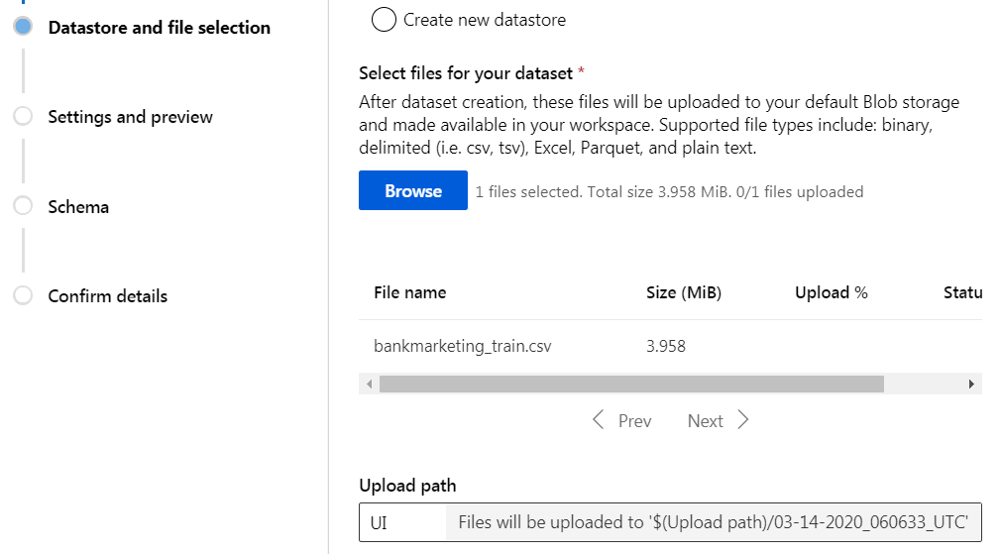 Datastore and file selection
Settings and preview
Schema
Confirm details
Create new datastore
Select files for your dataset *
After dataset creation, these files will be uploaded to your default Blob storage
and made available in your workspace. Supported file types include: binary,
delimited (i.e. csv, tsv), Excel, Parquet, and plain text.
Browse 1 files selected. Total size 3.958 MiB. 0/1 files uploaded
File name Size (MiB) Upload % Statu
bankmarketing_train.csv 3.958
Prev Next
Upload path
UI Files will be uploaded to '$(Upload path)/03-14-2020_060633_UTC'